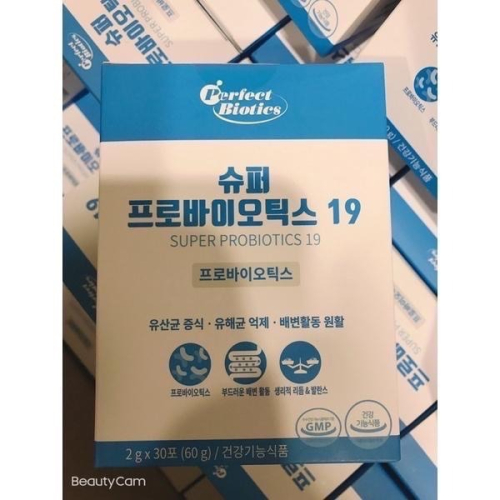 Perfect
Biotics
슈퍼
프로바이오틱스 19
SUPER PROBIOTICS 19
프로바이오틱스
유산균 증식 · 유해균 억제 · 배변활동 원활
프로바이오틱스
부드러운 배변 활동
생리적 리듬 & 발란스
GMP
건강
기능식품
2 g x 30포 (60 g) / 건강기능식품
BeautyCam